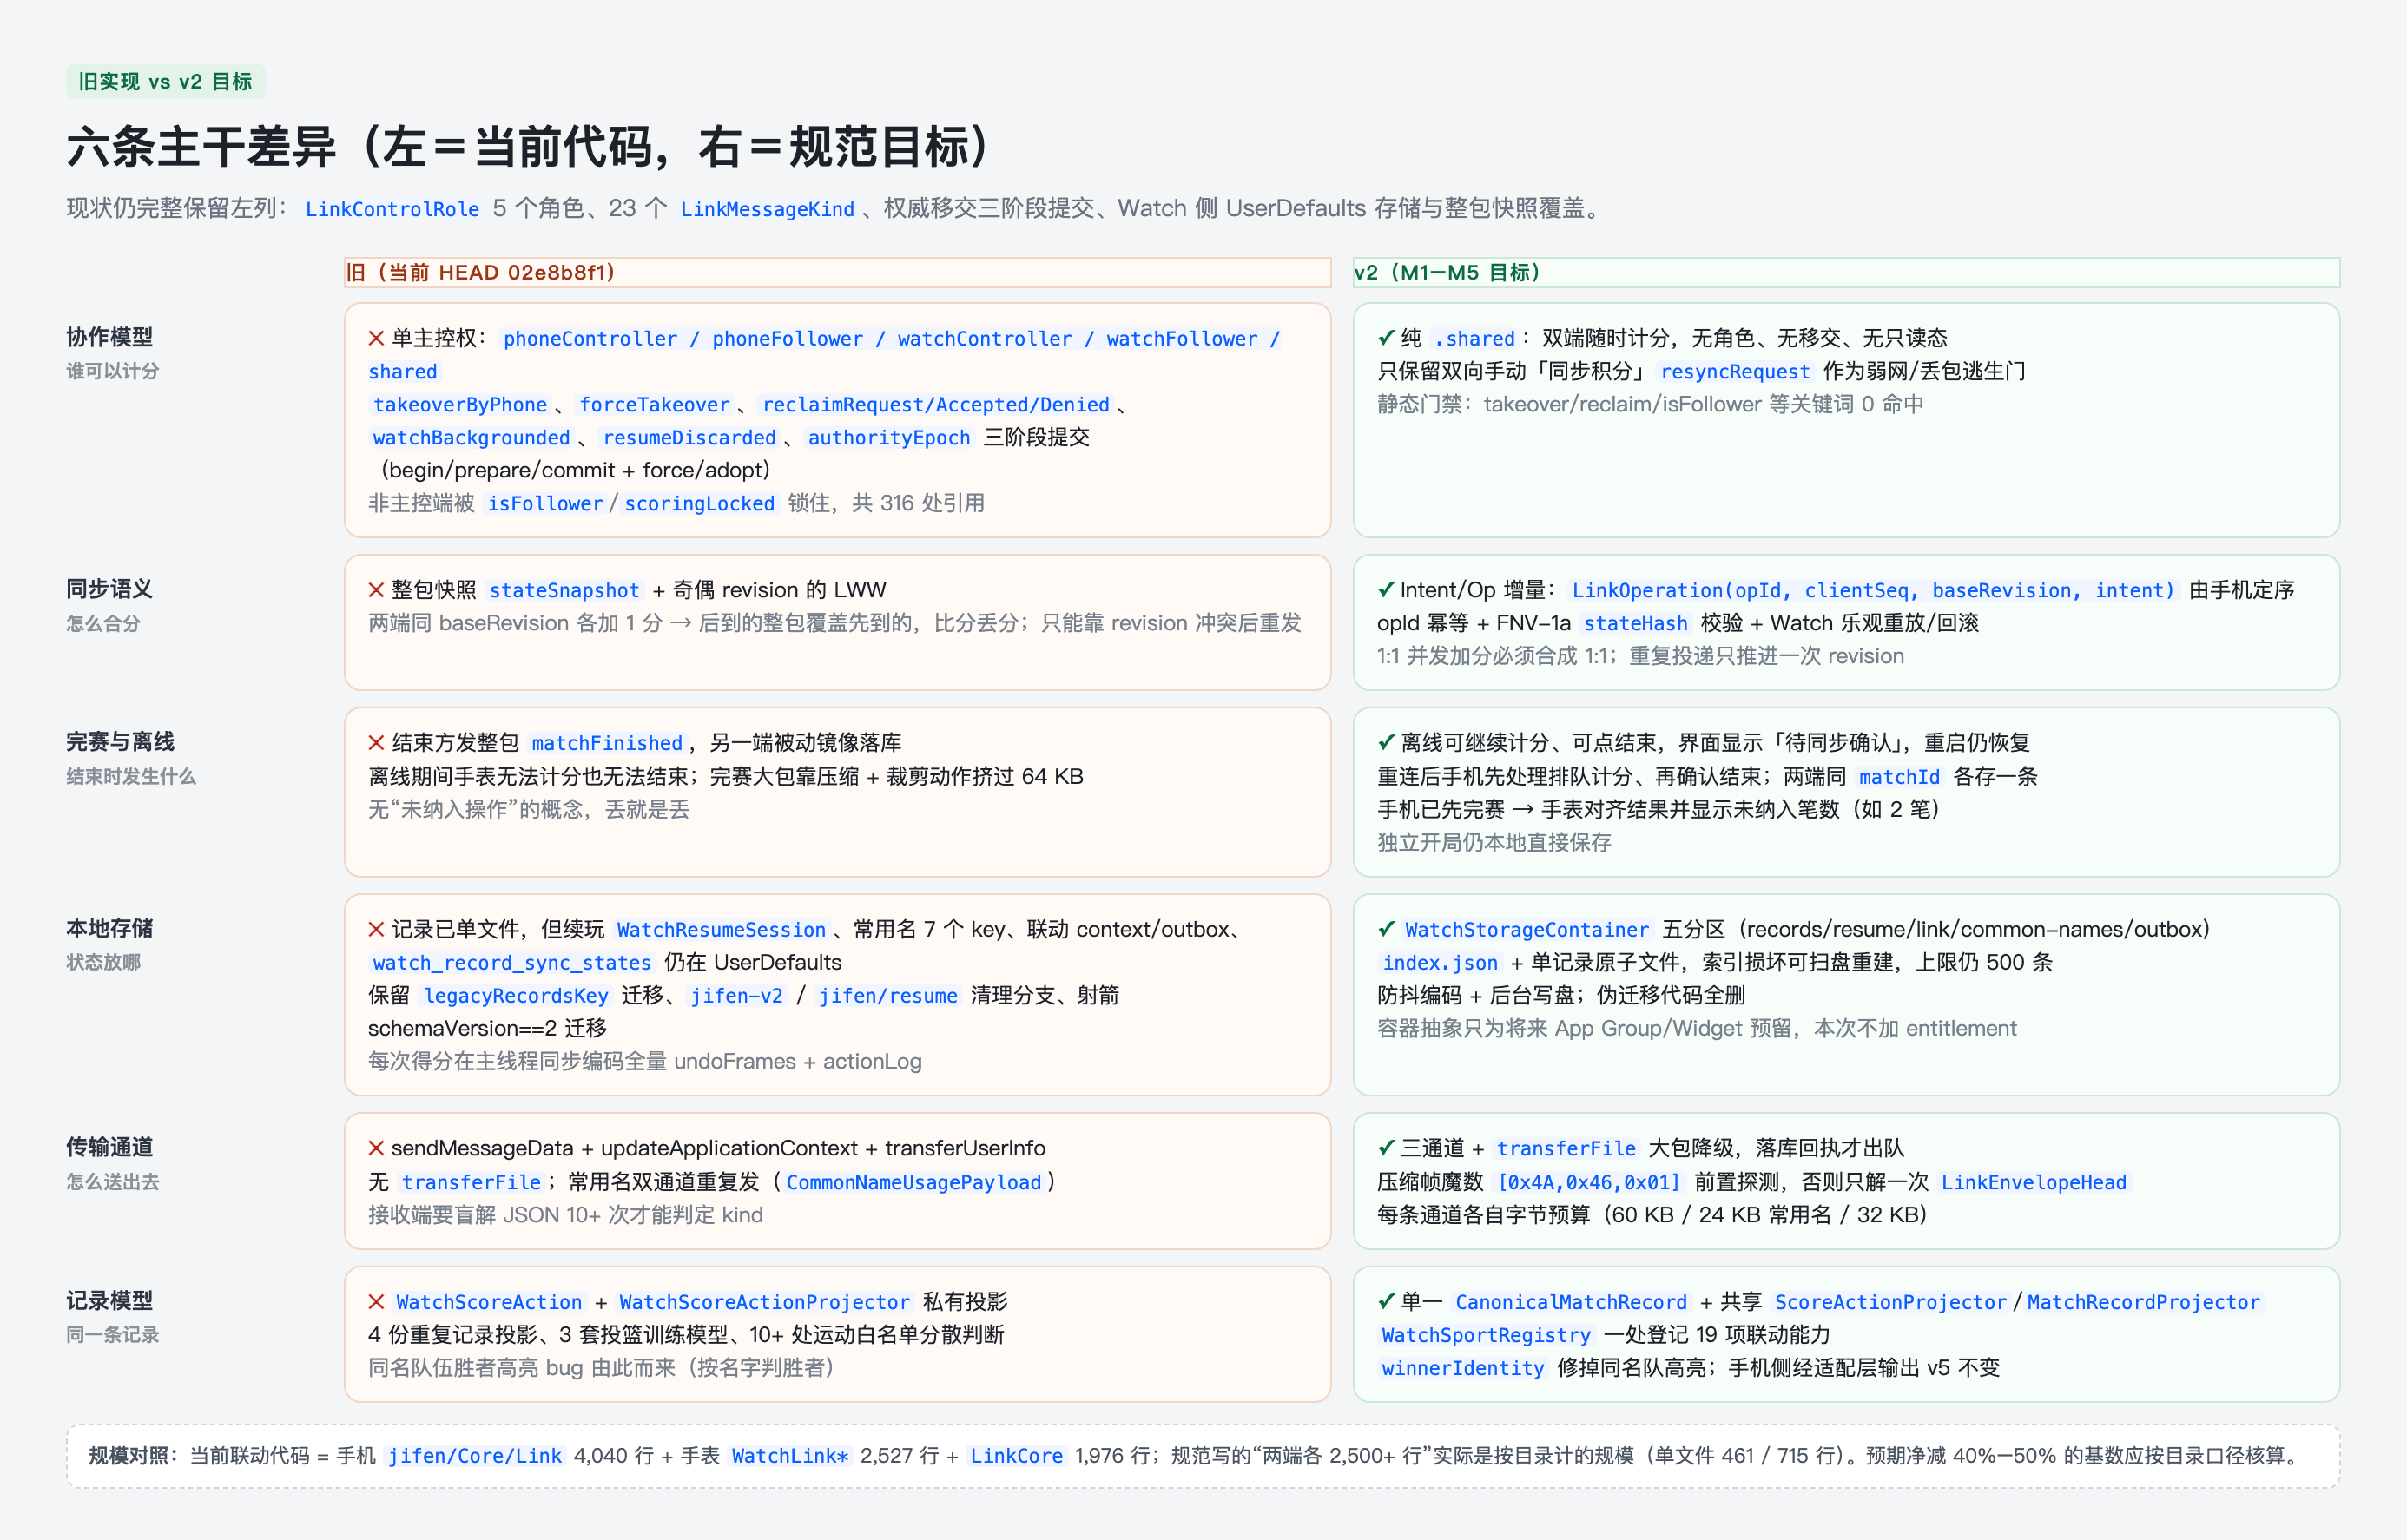 旧实现 vs v2 目标
六条主干差异（左＝当前代码，右＝规范目标）
现状仍完整保留左列： LinkControlRole 5 个角色、23 个 LinkMessageKind 、权威移交三阶段提交、Watch 侧 UserDefaults 存储与整包快照覆盖。
旧（当前 HEAD 02e8b8f1）
v2（M1—M5 目标）
协作模型
谁可以计分
✕ 单主控权： phoneController / phoneFollower / watchController / watchFollower /
shared
takeoverByPhone 、 forceTakeover 、 reclaimRequest/Accepted/Denied 、
watchBackgrounded 、 resumeDiscarded 、 authorityEpoch 三阶段提交
（begin/prepare/commit + force/adopt）
非主控端被 isFollower / scoringLocked 锁住，共 316 处引用
✓ 纯 .shared ：双端随时计分，无角色、无移交、无只读态
只保留双向手动「同步积分」 resyncRequest 作为弱网/丢包逃生门
静态门禁：takeover/reclaim/isFollower 等关键词 0 命中
同步语义
怎么合分
✕ 整包快照 stateSnapshot + 奇偶 revision 的 LWW
两端同 baseRevision 各加 1 分 → 后到的整包覆盖先到的，比分丢分；只能靠 revision 冲突后重发
✓ Intent/Op 增量： LinkOperation(opId, clientSeq, baseRevision, intent) 由手机定序
opId 幂等 + FNV-1a stateHash 校验 + Watch 乐观重放/回滚
1:1 并发加分必须合成 1:1；重复投递只推进一次 revision
完赛与离线
结束时发生什么
✕ 结束方发整包 matchFinished ，另一端被动镜像落库
离线期间手表无法计分也无法结束；完赛大包靠压缩 + 裁剪动作挤过 64 KB
无“未纳入操作”的概念，丢就是丢
✓ 离线可继续计分、可点结束，界面显示「待同步确认」，重启仍恢复
重连后手机先处理排队计分、再确认结束；两端同 matchId 各存一条
手机已先完赛 → 手表对齐结果并显示未纳入笔数（如 2 笔）
独立开局仍本地直接保存
本地存储
状态放哪
✕ 记录已单文件，但续玩 WatchResumeSession 、常用名 7 个 key、联动 context/outbox、
watch_record_sync_states 仍在 UserDefaults
保留 legacyRecordsKey 迁移、 jifen-v2 / jifen/resume 清理分支、射箭
schemaVersion==2 迁移
每次得分在主线程同步编码全量 undoFrames + actionLog
✓ WatchStorageContainer 五分区（records/resume/link/common-names/outbox）
index.json + 单记录原子文件，索引损坏可扫盘重建，上限仍 500 条
防抖编码 + 后台写盘；伪迁移代码全删
容器抽象只为将来 App Group/Widget 预留，本次不加 entitlement
传输通道
怎么送出去
✕ sendMessageData + updateApplicationContext + transferUserInfo
无 transferFile ；常用名双通道重复发（ CommonNameUsagePayload ）
接收端要盲解 JSON 10+ 次才能判定 kind
✓ 三通道 + transferFile 大包降级，落库回执才出队
压缩帧魔数 [0x4A,0x46,0x01] 前置探测，否则只解一次 LinkEnvelopeHead
每条通道各自字节预算（60 KB / 24 KB 常用名 / 32 KB）
记录模型
同一条记录
✕ WatchScoreAction + WatchScoreActionProjector 私有投影
4 份重复记录投影、3 套投篮训练模型、10+ 处运动白名单分散判断
同名队伍胜者高亮 bug 由此而来（按名字判胜者）
✓ 单一 CanonicalMatchRecord + 共享 ScoreActionProjector / MatchRecordProjector
WatchSportRegistry 一处登记 19 项联动能力
winnerIdentity 修掉同名队高亮；手机侧经适配层输出 v5 不变
规模对照：当前联动代码 = 手机 jifen/Core/Link 4,040 行 + 手表 WatchLink* 2,527 行 + LinkCore 1,976 行；规范写的“两端各 2,500+ 行”实际是按目录计的规模（单文件 461 / 715 行）。预期净减 40%—50% 的基数应按目录口径核算。